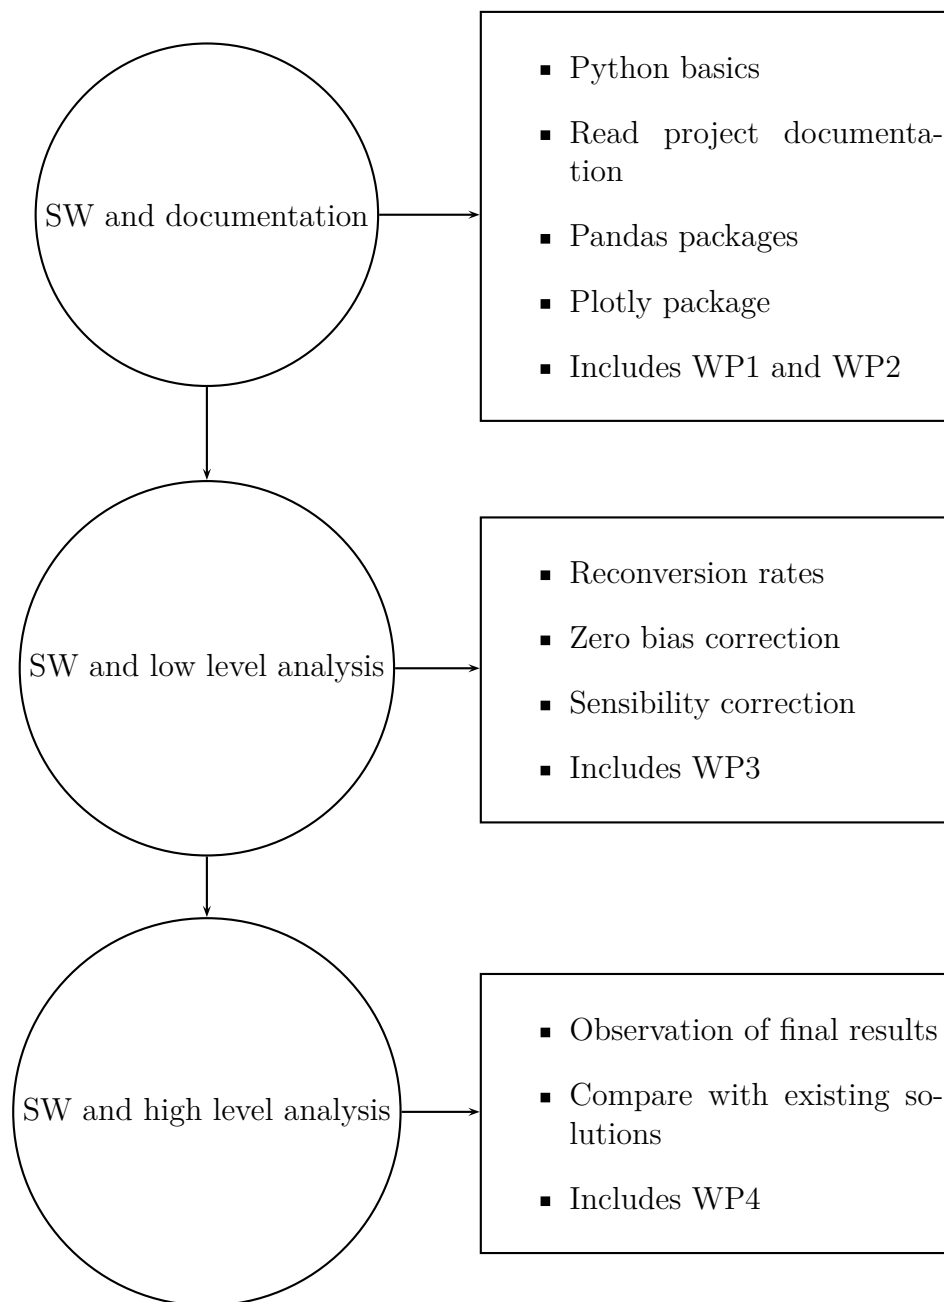 SW and documentation
▪ Python basics
▪ Read project documenta-
tion
▪ Pandas packages
▪ Plotly package
▪ Includes WP1 and WP2
SW and low level analysis
▪ Reconversion rates
▪ Zero bias correction
▪ Sensibility correction
▪ Includes WP3
SW and high level analysis
▪ Observation of final results
▪ Compare with existing so-
lutions
▪ Includes WP4